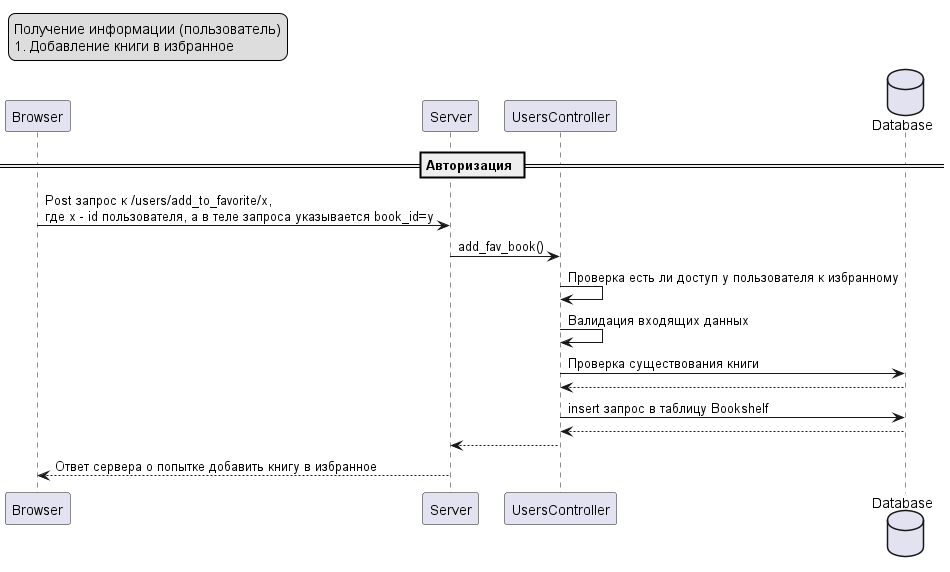 Получение информации (пользователь)
1. Добавление книги в избранное
Browser
Server
UsersController
Database
Авторизация
Post запрос к /users/add_to_favorite/x,
где x - id пользователя, а в теле запроса указывается book_id=y
add_fav_book()
Проверка есть ли доступ у пользователя к избранному
Валидация входящих данных
Проверка существования книги
insert запрос в таблицу Bookshelf
Ответ сервера о попытке добавить книгу в избранное
Browser
Server
UsersController
Database